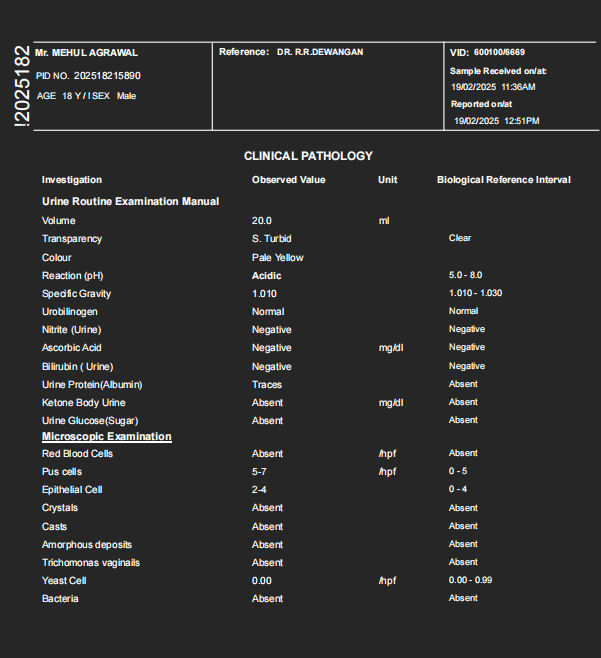 !2025182
Mr. MEHUL AGRAWAL
PID NO. 202518215890
AGE 18 Y / I SEX Male
Reference: DR. R.R.DEWANGAN
VID: 600100/6669
Sample Received on/at:
19/02/2025 11:36AM
Reported on/at
19/02/2025 12:51PM
CLINICAL PATHOLOGY
Investigation Observed Value Unit Biological Reference Interval
Urine Routine Examination Manual
Volume 20.0 ml
Transparency S. Turbid Clear
Colour Pale Yellow
Reaction (pH) Acidic 5.0 - 8.0
Specific Gravity 1.010 1.010 - 1.030
Urobilinogen Normal Normal
Nitrite (Urine) Negative Negative
Ascorbic Acid Negative mg/dl Negative
Bilirubin ( Urine) Negative Negative
Urine Protein(Albumin) Traces Absent
Ketone Body Urine Absent mg/dl Absent
Urine Glucose(Sugar) Absent Absent
Microscopic Examination
Red Blood Cells Absent /hpf Absent
Pus cells 5-7 /hpf 0 - 5
Epithelial Cell 2-4 0 - 4
Crystals Absent Absent
Casts Absent Absent
Amorphous deposits Absent Absent
Trichomonas vaginails Absent Absent
Yeast Cell 0.00 /hpf 0.00 - 0.99
Bacteria Absent Absent